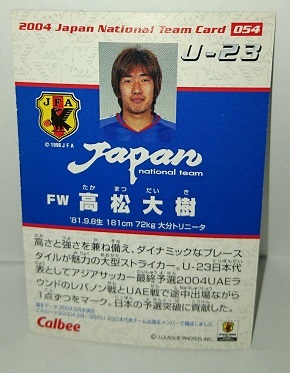 2004 Japan National Team Card 054
U-23
JFA
© 1996 J F A
Japan
national team
たか まつ だい き
FW 高松大樹
'81.9.8生 181cm 72kg 大分トリニータ
高さと強さを兼ね備え、ダイナミックなプレース
タイルが魅力の大型ストライカー。U-23日本代
表としてアジアサッカー最終予選2004UAEラ
ウンドのレバノン戦とUAE戦で途中出場ながら
1点ずつをマーク。日本の予選突破に貢献した。
Calbee
©J.LEAGUE PHOTOS INC.